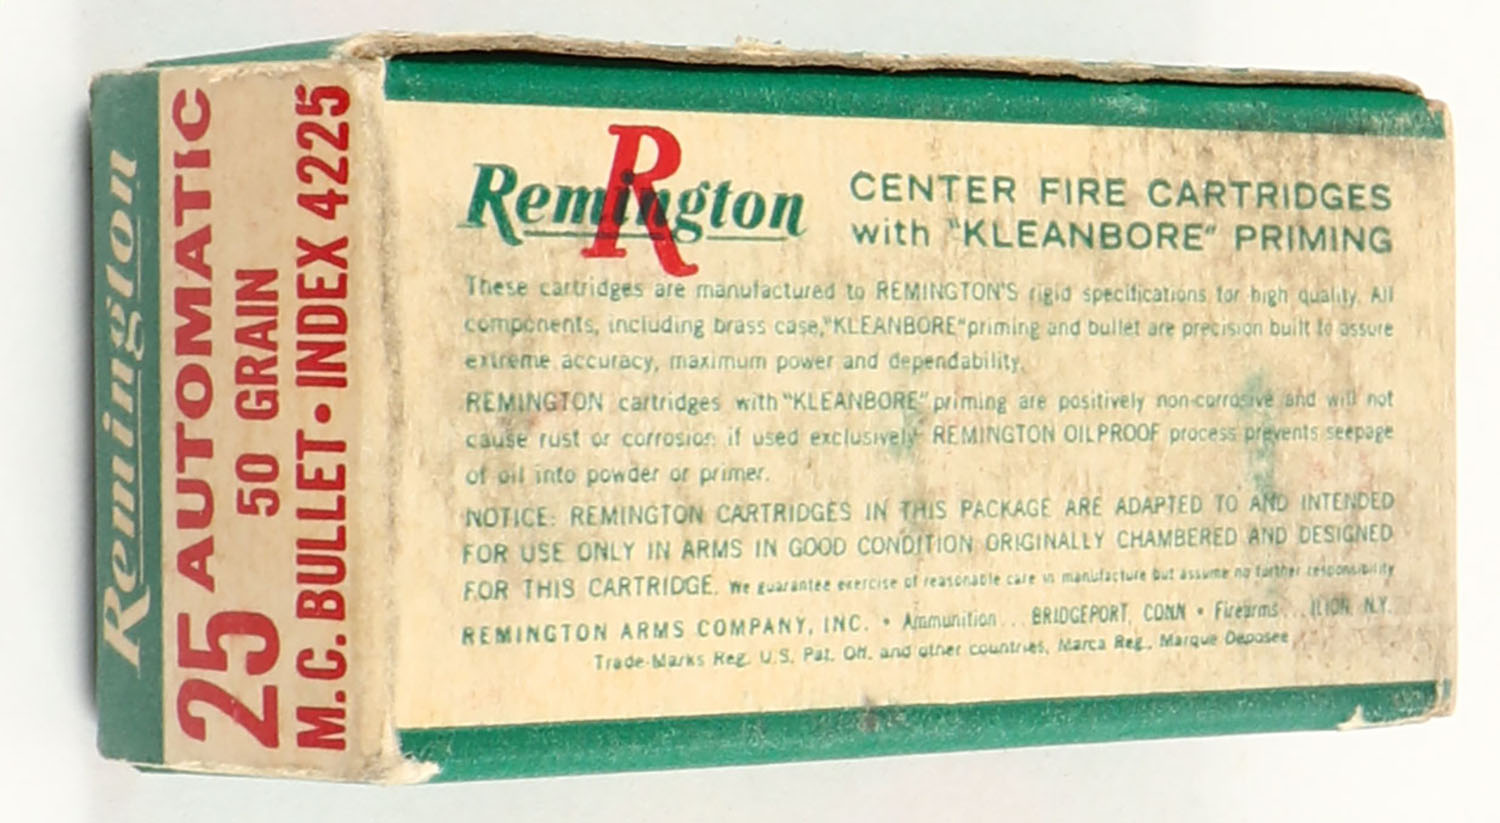 Remington
25 AUTOMATIC
50 GRAIN
M.C. BULLET • INDEX 4225
R
Remington
CENTER FIRE CARTRIDGES
with "KLEANBORE" PRIMING
These cartridges are manufactured to REMINGTON'S rigid specifications for high quality. All
components, including brass case, "KLEANBORE" priming and bullet are precision built to assure
extreme accuracy, maximum power and dependability.
REMINGTON cartridges with "KLEANBORE" priming are positively non-corrosive and will not
cause rust or corrosion if used exclusively. REMINGTON OILPROOF process prevents seepage
of oil into powder or primer.
NOTICE: REMINGTON CARTRIDGES IN THIS PACKAGE ARE ADAPTED TO AND INTENDED
FOR USE ONLY IN ARMS IN GOOD CONDITION ORIGINALLY CHAMBERED AND DESIGNED
FOR THIS CARTRIDGE. We guarantee exercise of reasonable care in manufacture but assume no further responsibility
REMINGTON ARMS COMPANY, INC. • Ammunition... BRIDGEPORT, CONN • Firearms... ILION, N.Y.
Trade-Marks Reg. U.S. Pat. Off. and other countries, Marca Reg., Marque Deposee